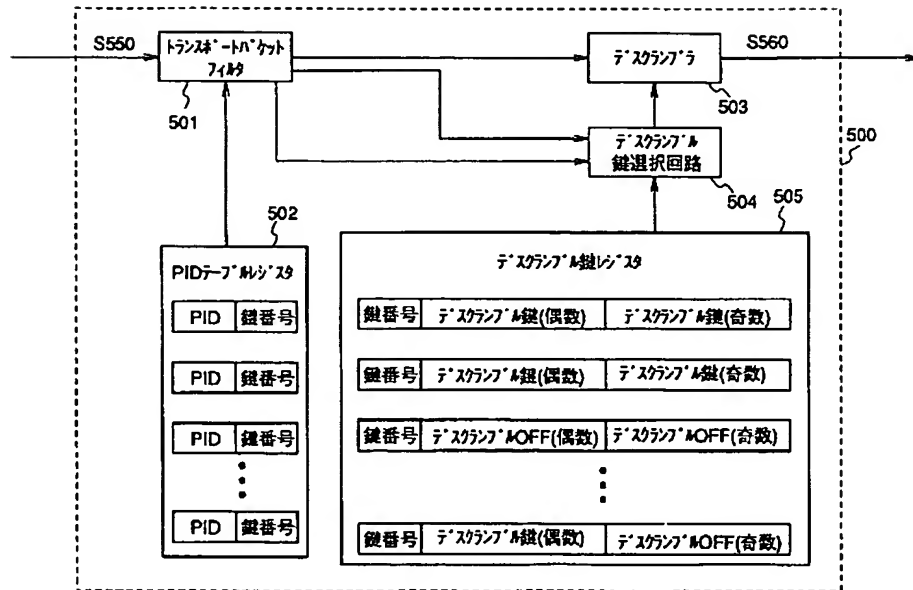 S550
トランスポートパケット
フィルタ
501
デスクランブラ
503
S560
500
デスクランブル
鍵選択回路
504
502
PIDテーブルレジスタ
PID 鍵番号
PID 鍵番号
PID 鍵番号
PID 鍵番号
505
デスクランブル鍵レジスタ
鍵番号 デスクランブル鍵(偶数) デスクランブル鍵(奇数)
鍵番号 デスクランブル鍵(偶数) デスクランブル鍵(奇数)
鍵番号 デスクランブルOFF(偶数) デスクランブルOFF(奇数)
鍵番号 デスクランブル鍵(偶数) デスクランブルOFF(奇数)